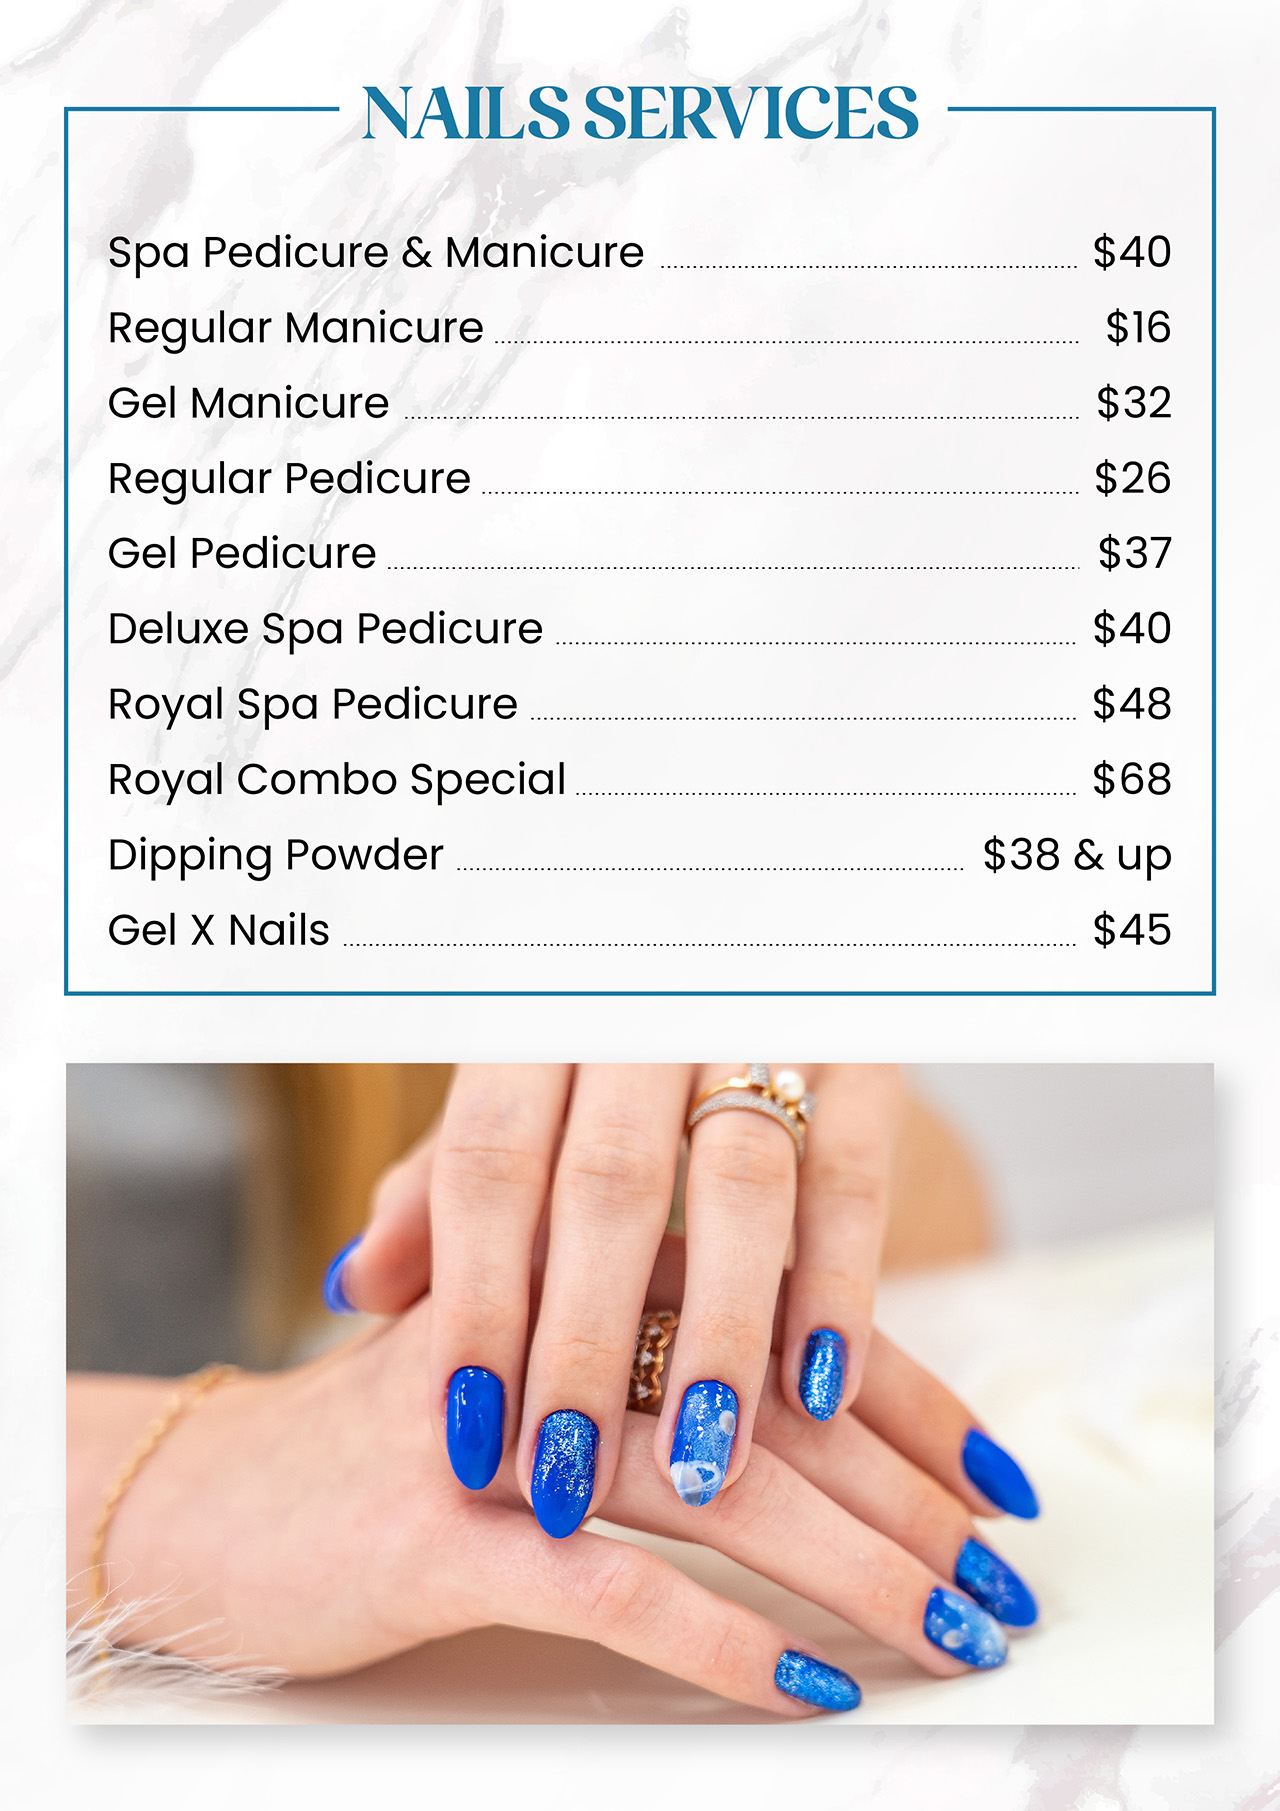 NAILS SERVICES
Spa Pedicure & Manicure $40
Regular Manicure $16
Gel Manicure $32
Regular Pedicure $26
Gel Pedicure $37
Deluxe Spa Pedicure $40
Royal Spa Pedicure $48
Royal Combo Special $68
Dipping Powder $38 & up
Gel X Nails $45